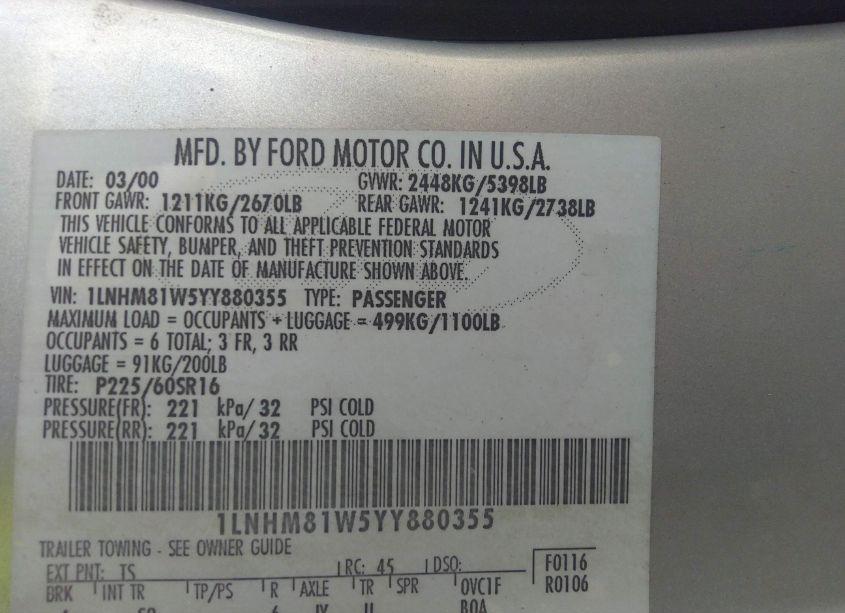 MFD. BY FORD MOTOR CO. IN U.S.A.
DATE: 03/00 GVWR: 2448KG/5398LB
FRONT GAWR: 1211KG/2670LB REAR GAWR: 1241KG/2738LB
THIS VEHICLE CONFORMS TO ALL APPLICABLE FEDERAL MOTOR
VEHICLE SAFETY, BUMPER, AND THEFT PREVENTION STANDARDS
IN EFFECT ON THE DATE OF MANUFACTURE SHOWN ABOVE.
VIN: 1LNHM81W5YY880355 TYPE: PASSENGER
MAXIMUM LOAD = OCCUPANTS + LUGGAGE = 499KG/1100LB
OCCUPANTS = 6 TOTAL; 3 FR, 3 RR
LUGGAGE = 91KG/200LB
TIRE: P225/60SR16
PRESSURE(FR): 221 kPa/ 32 PSI COLD
PRESSURE(RR): 221 kPa/ 32 PSI COLD
1LNHM81W5YY880355
TRAILER TOWING - SEE OWNER GUIDE
EXT PNT: TS RC: 45 DSO: F0116
BRK INT TR TP/PS R AXLE TR SPR OVC1F R0106